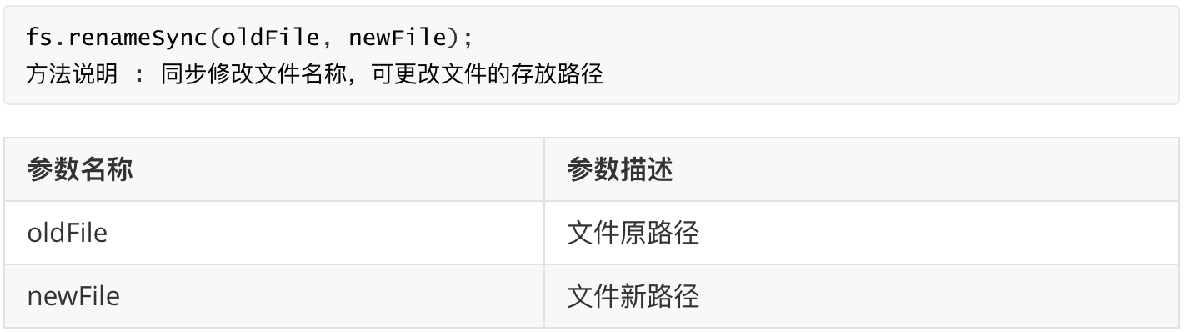 fs.renameSync(oldFile, newFile);
方法说明 : 同步修改文件名称，可更改文件的存放路径
参数名称 参数描述
oldFile 文件原路径
newFile 文件新路径